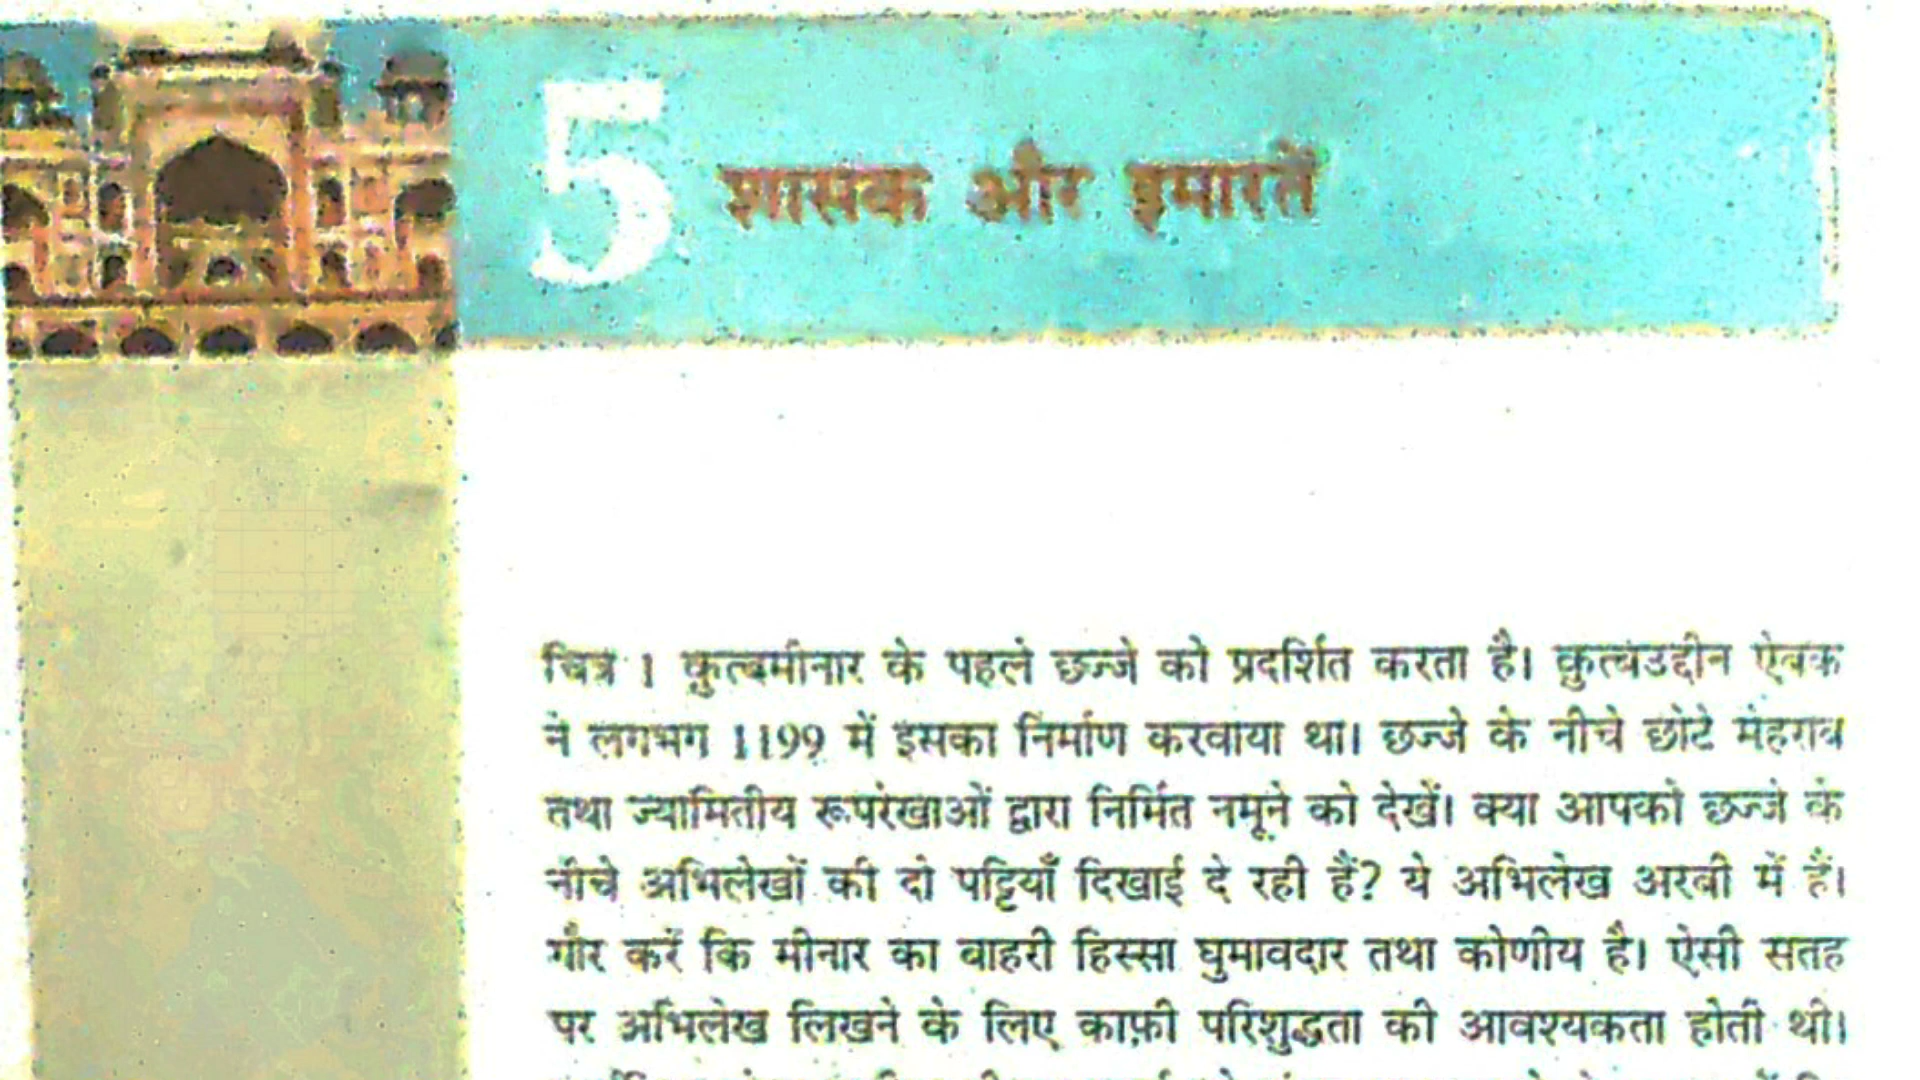 5
शासक और इमारतें
चित्र 1 कुत्बमीनार के पहले छज्जे को प्रदर्शित करता है। कुत्बउद्दीन ऐबक
ने लगभग 1199 में इसका निर्माण करवाया था। छज्जे के नीचे छोटे मेहराब
तथा ज्यामितीय रूपरेखाओं द्वारा निर्मित नमूने को देखें। क्या आपको छज्जे के
नीचे अभिलेखों की दो पट्टियाँ दिखाई दे रही हैं? ये अभिलेख अरबी में हैं।
गौर करें कि मीनार का बाहरी हिस्सा घुमावदार तथा कोणीय है। ऐसी सतह
पर अभिलेख लिखने के लिए काफ़ी परिशुद्धता की आवश्यकता होती थी।